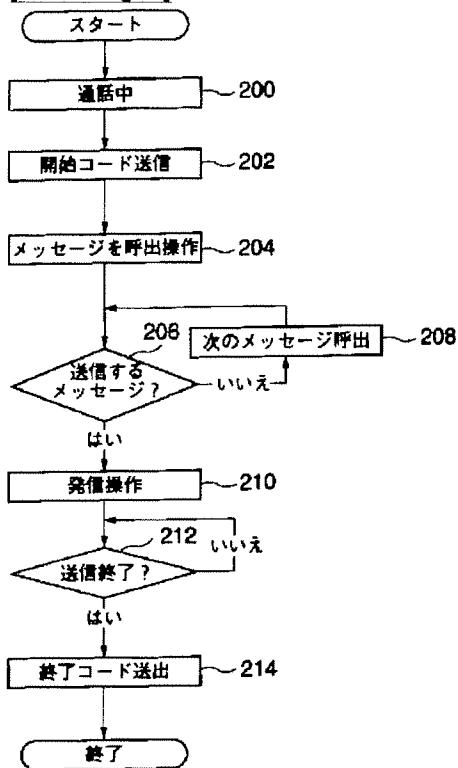 スタート
通話中
200
開始コード送信
202
メッセージを呼出操作
204
206
次のメッセージ呼出
208
送信する
メッセージ？
いいえ
はい
発信操作
210
212
いいえ
送信終了？
はい
終了コード送出
214
終了